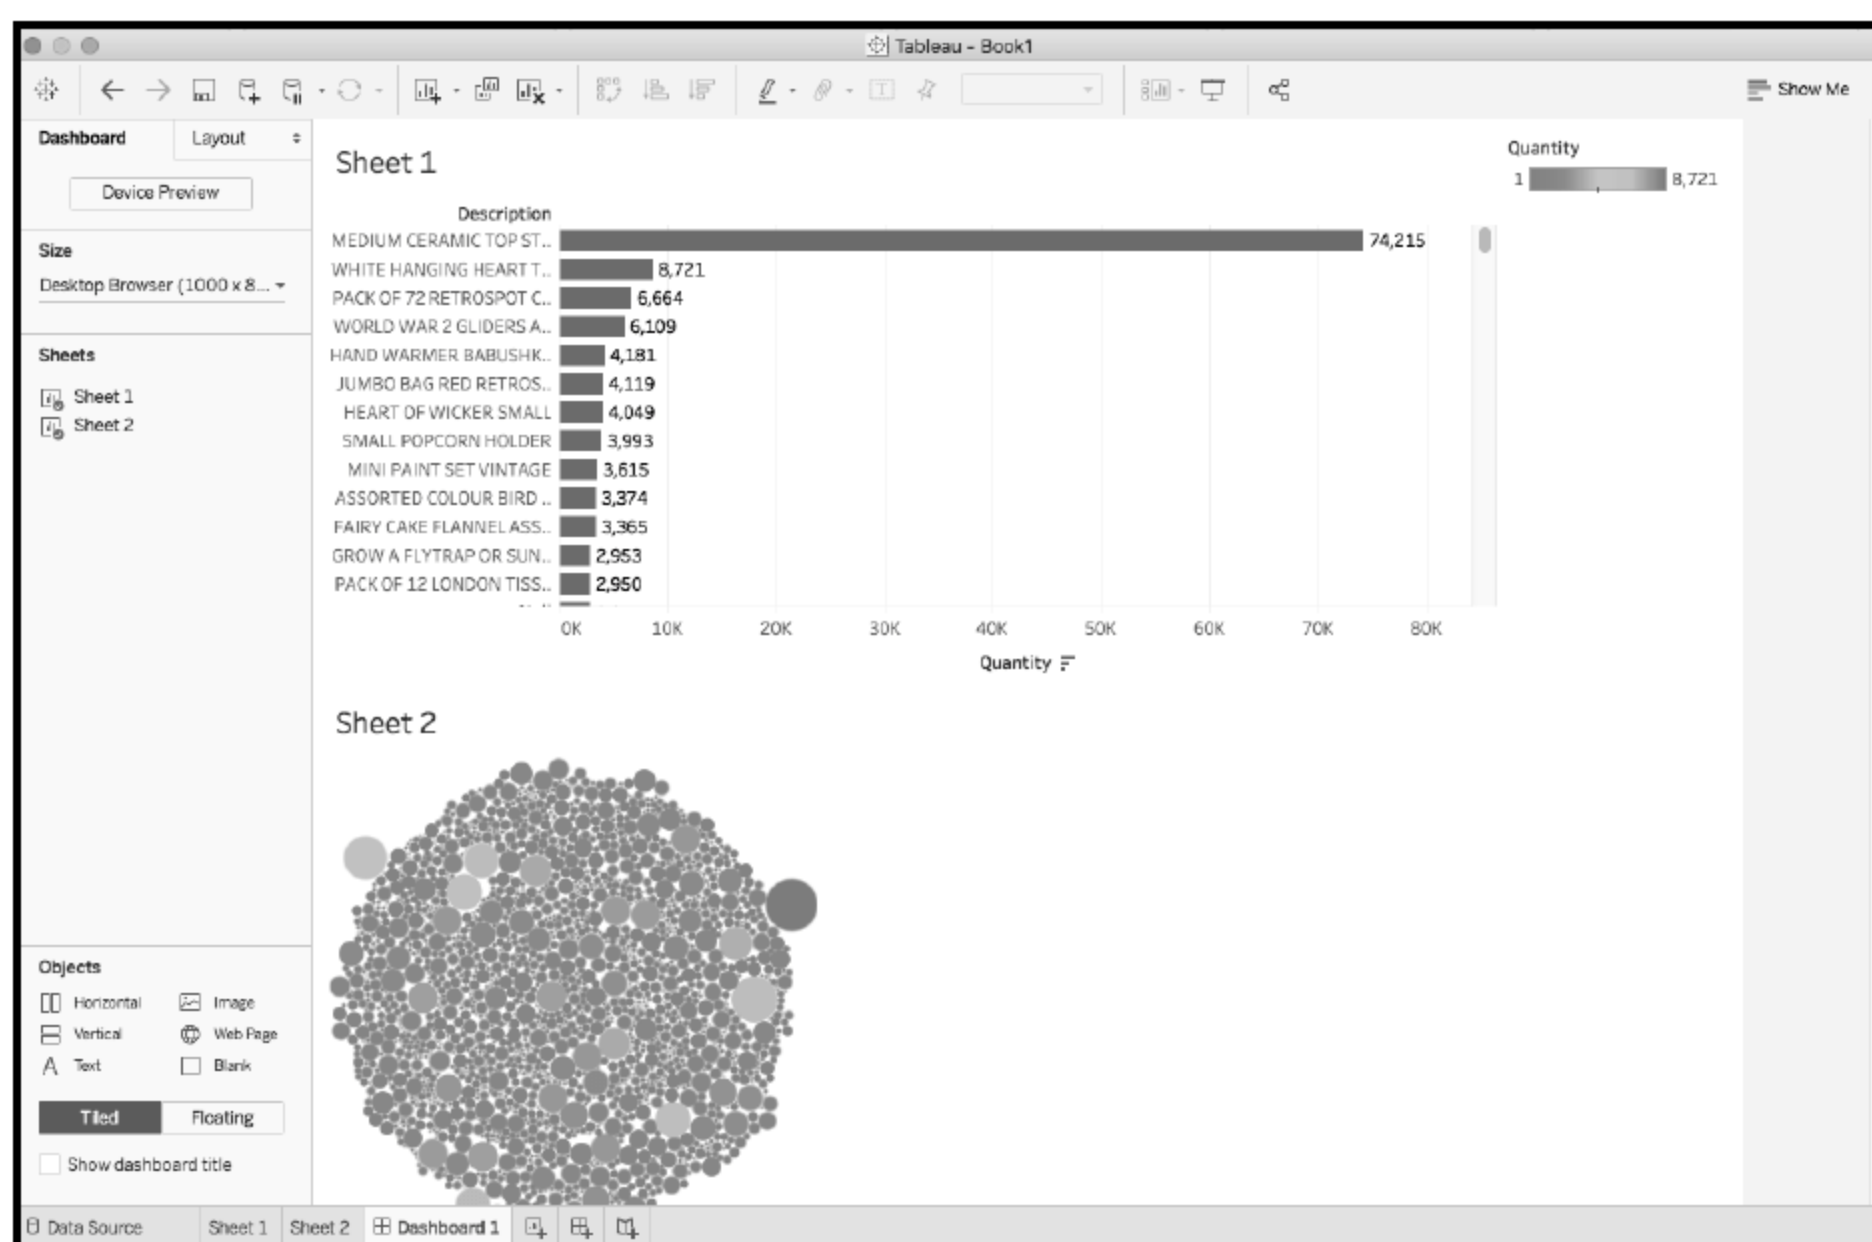 Tableau - Book1
Show Me
Dashboard
Layout
Device Preview
Size
Desktop Browser (1000 x 8...
Sheets
Sheet 1
Sheet 2
Objects
Horizontal
Image
Vertical
Web Page
A Text
Blank
Tiled
Floating
Show dashboard title
Sheet 1
Description
MEDIUM CERAMIC TOP ST.. 74,215
WHITE HANGING HEART T.. 8,721
PACK OF 72 RETROSPOT C.. 6,664
WORLD WAR 2 GLIDERS A.. 6,109
HAND WARMER BABUSHK.. 4,181
JUMBO BAG RED RETROS.. 4,119
HEART OF WICKER SMALL 4,049
SMALL POPCORN HOLDER 3,993
MINI PAINT SET VINTAGE 3,615
ASSORTED COLOUR BIRD .. 3,374
FAIRY CAKE FLANNEL ASS.. 3,365
GROW A FLYTRAP OR SUN.. 2,953
PACK OF 12 LONDON TISS.. 2,950
0K 10K 20K 30K 40K 50K 60K 70K 80K
Quantity
Quantity
1 8,721
Sheet 2
Data Source
Sheet 1
Sheet 2
Dashboard 1